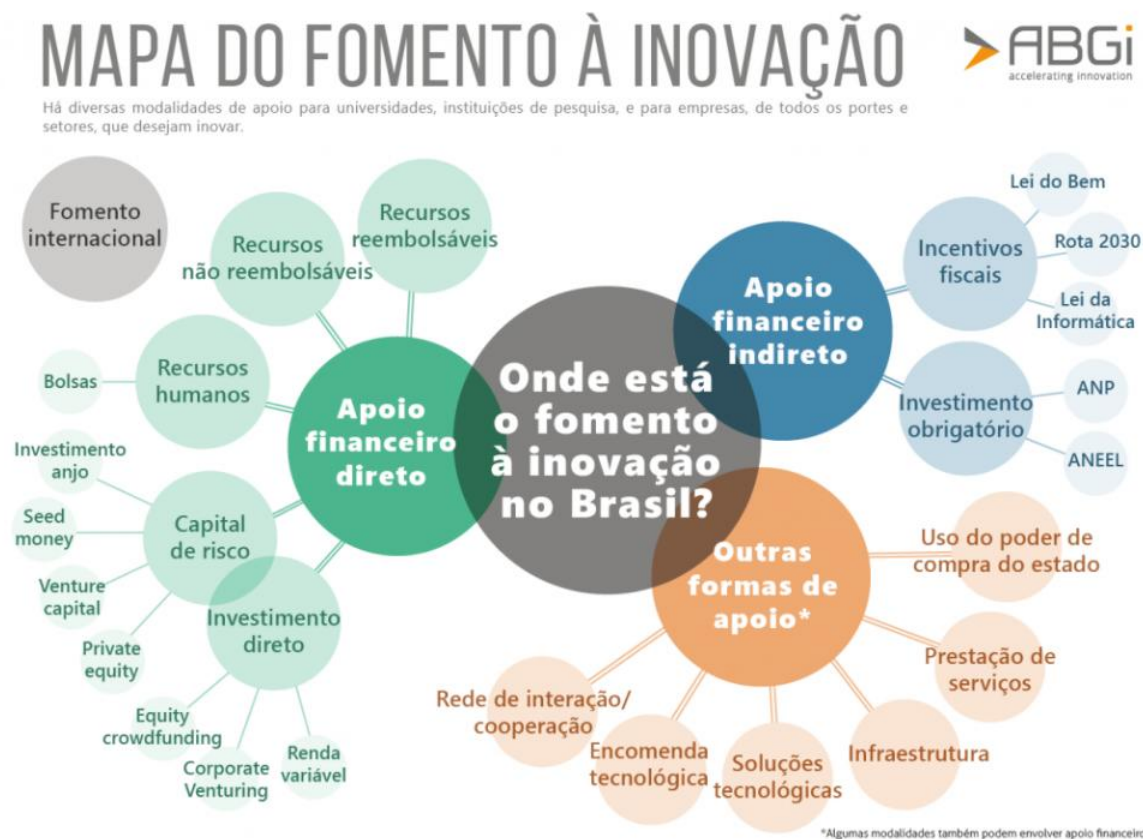 MAPA DO FOMENTO À INOVAÇÃO
ABGi
accelerating innovation
Há diversas modalidades de apoio para universidades, instituições de pesquisa, e para empresas, de todos os portes e
setores, que desejam inovar.
Fomento
internacional
Recursos
não reembolsáveis
Recursos
reembolsáveis
Recursos
humanos
Bolsas
Apoio
financeiro
direto
Investimento
anjo
Seed
money
Venture
capital
Private
equity
Capital
de risco
Investimento
direto
Equity
crowdfunding
Corporate
Venturing
Renda
variável
Onde está
o fomento
à inovação
no Brasil?
Apoio
financeiro
indireto
Incentivos
fiscais
Lei do Bem
Rota 2030
Lei da
Informática
Investimento
obrigatório
ANP
ANEEL
Outras
formas de
apoio*
Uso do poder de
compra do estado
Prestação de
serviços
Infraestrutura
Soluções
tecnológicas
Encomenda
tecnológica
Rede de interação/
cooperação
*Algumas modalidades também podem envolver apoio financeiro